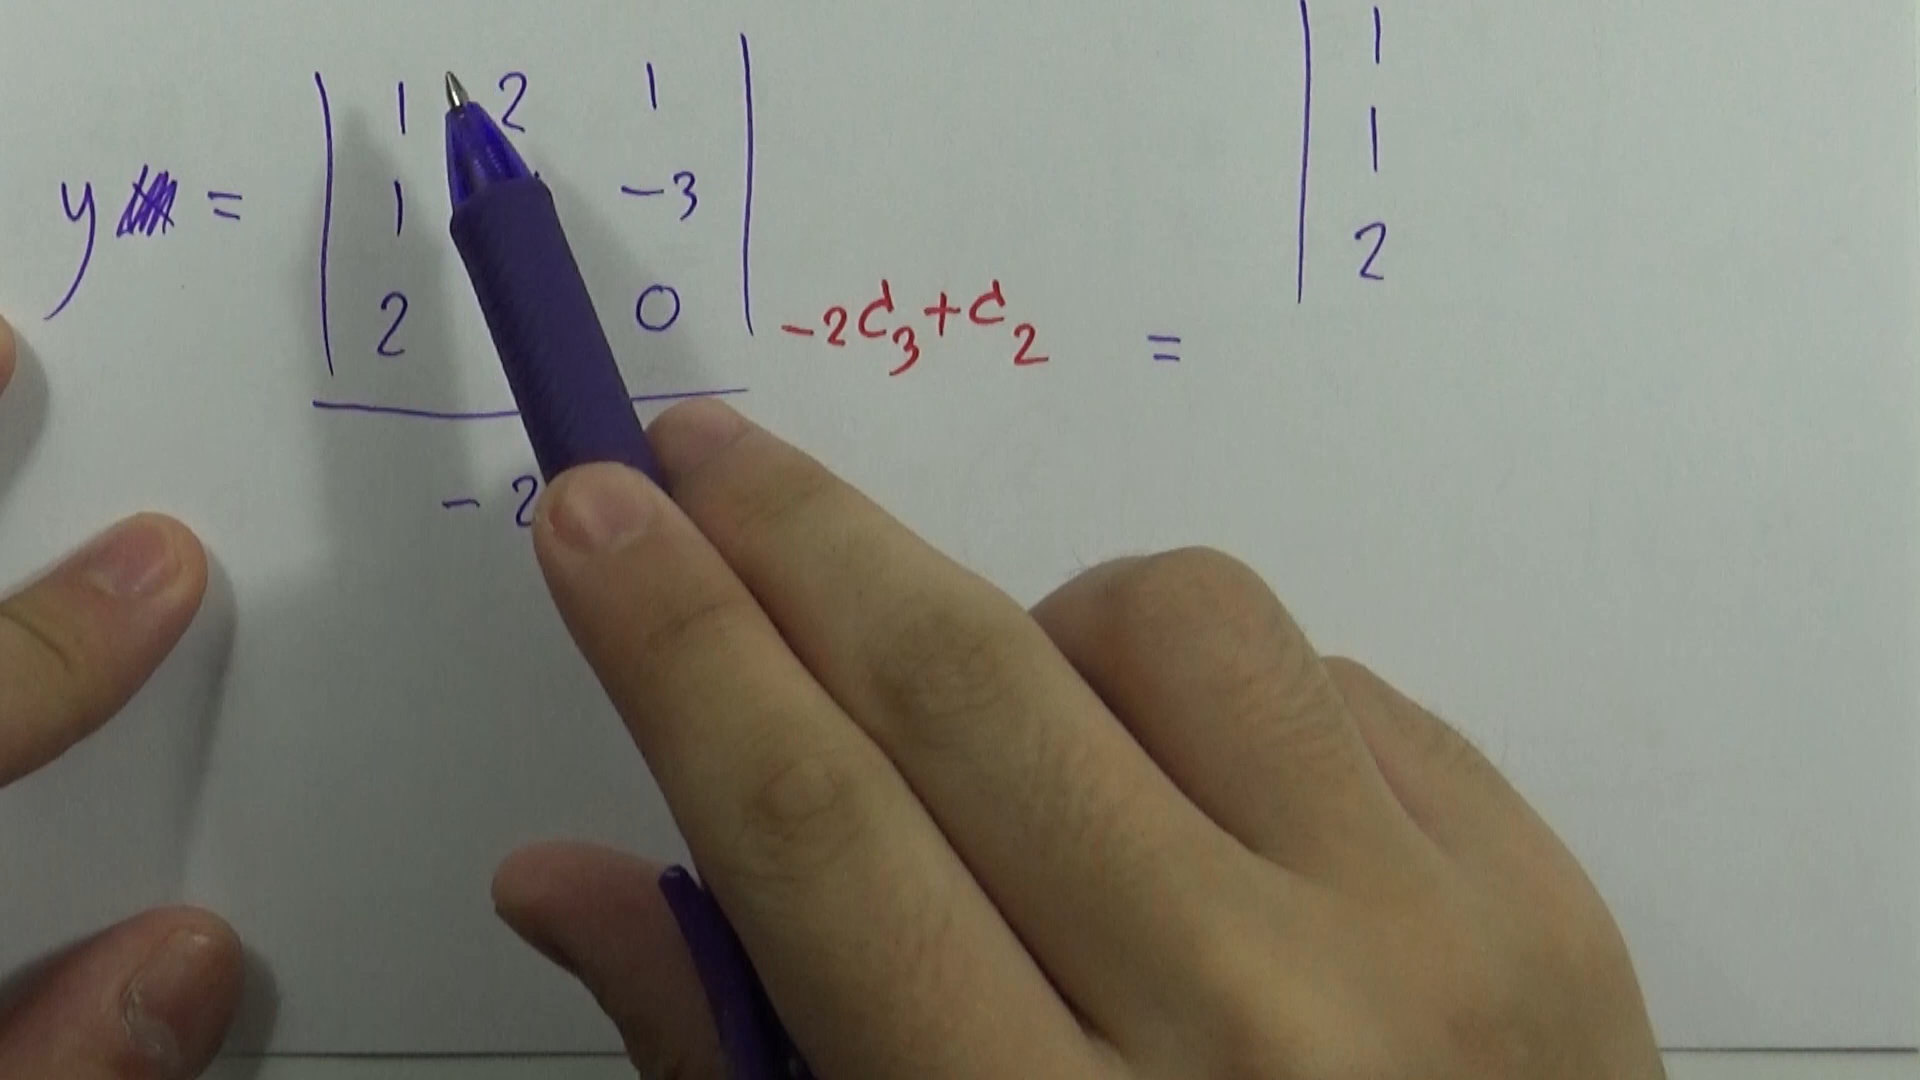 y = | 1 2 1 |
| 1 -3 |
| 2 0 | -2C₃+C₂ =
- 2
| 1
| 1
| 2